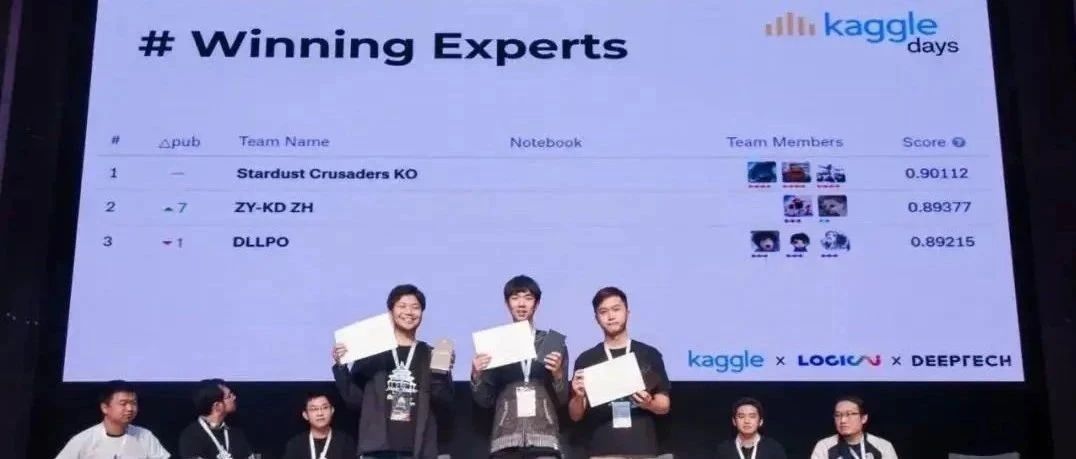 # Winning Experts
kaggle
days
# △pub Team Name Notebook Team Members Score
1 — Stardust Crusaders KO 0.90112
2 ▲7 ZY-KD ZH 0.89377
3 ▼1 DLLPO 0.89215
kaggle × LOGICAI × DEEPTECH